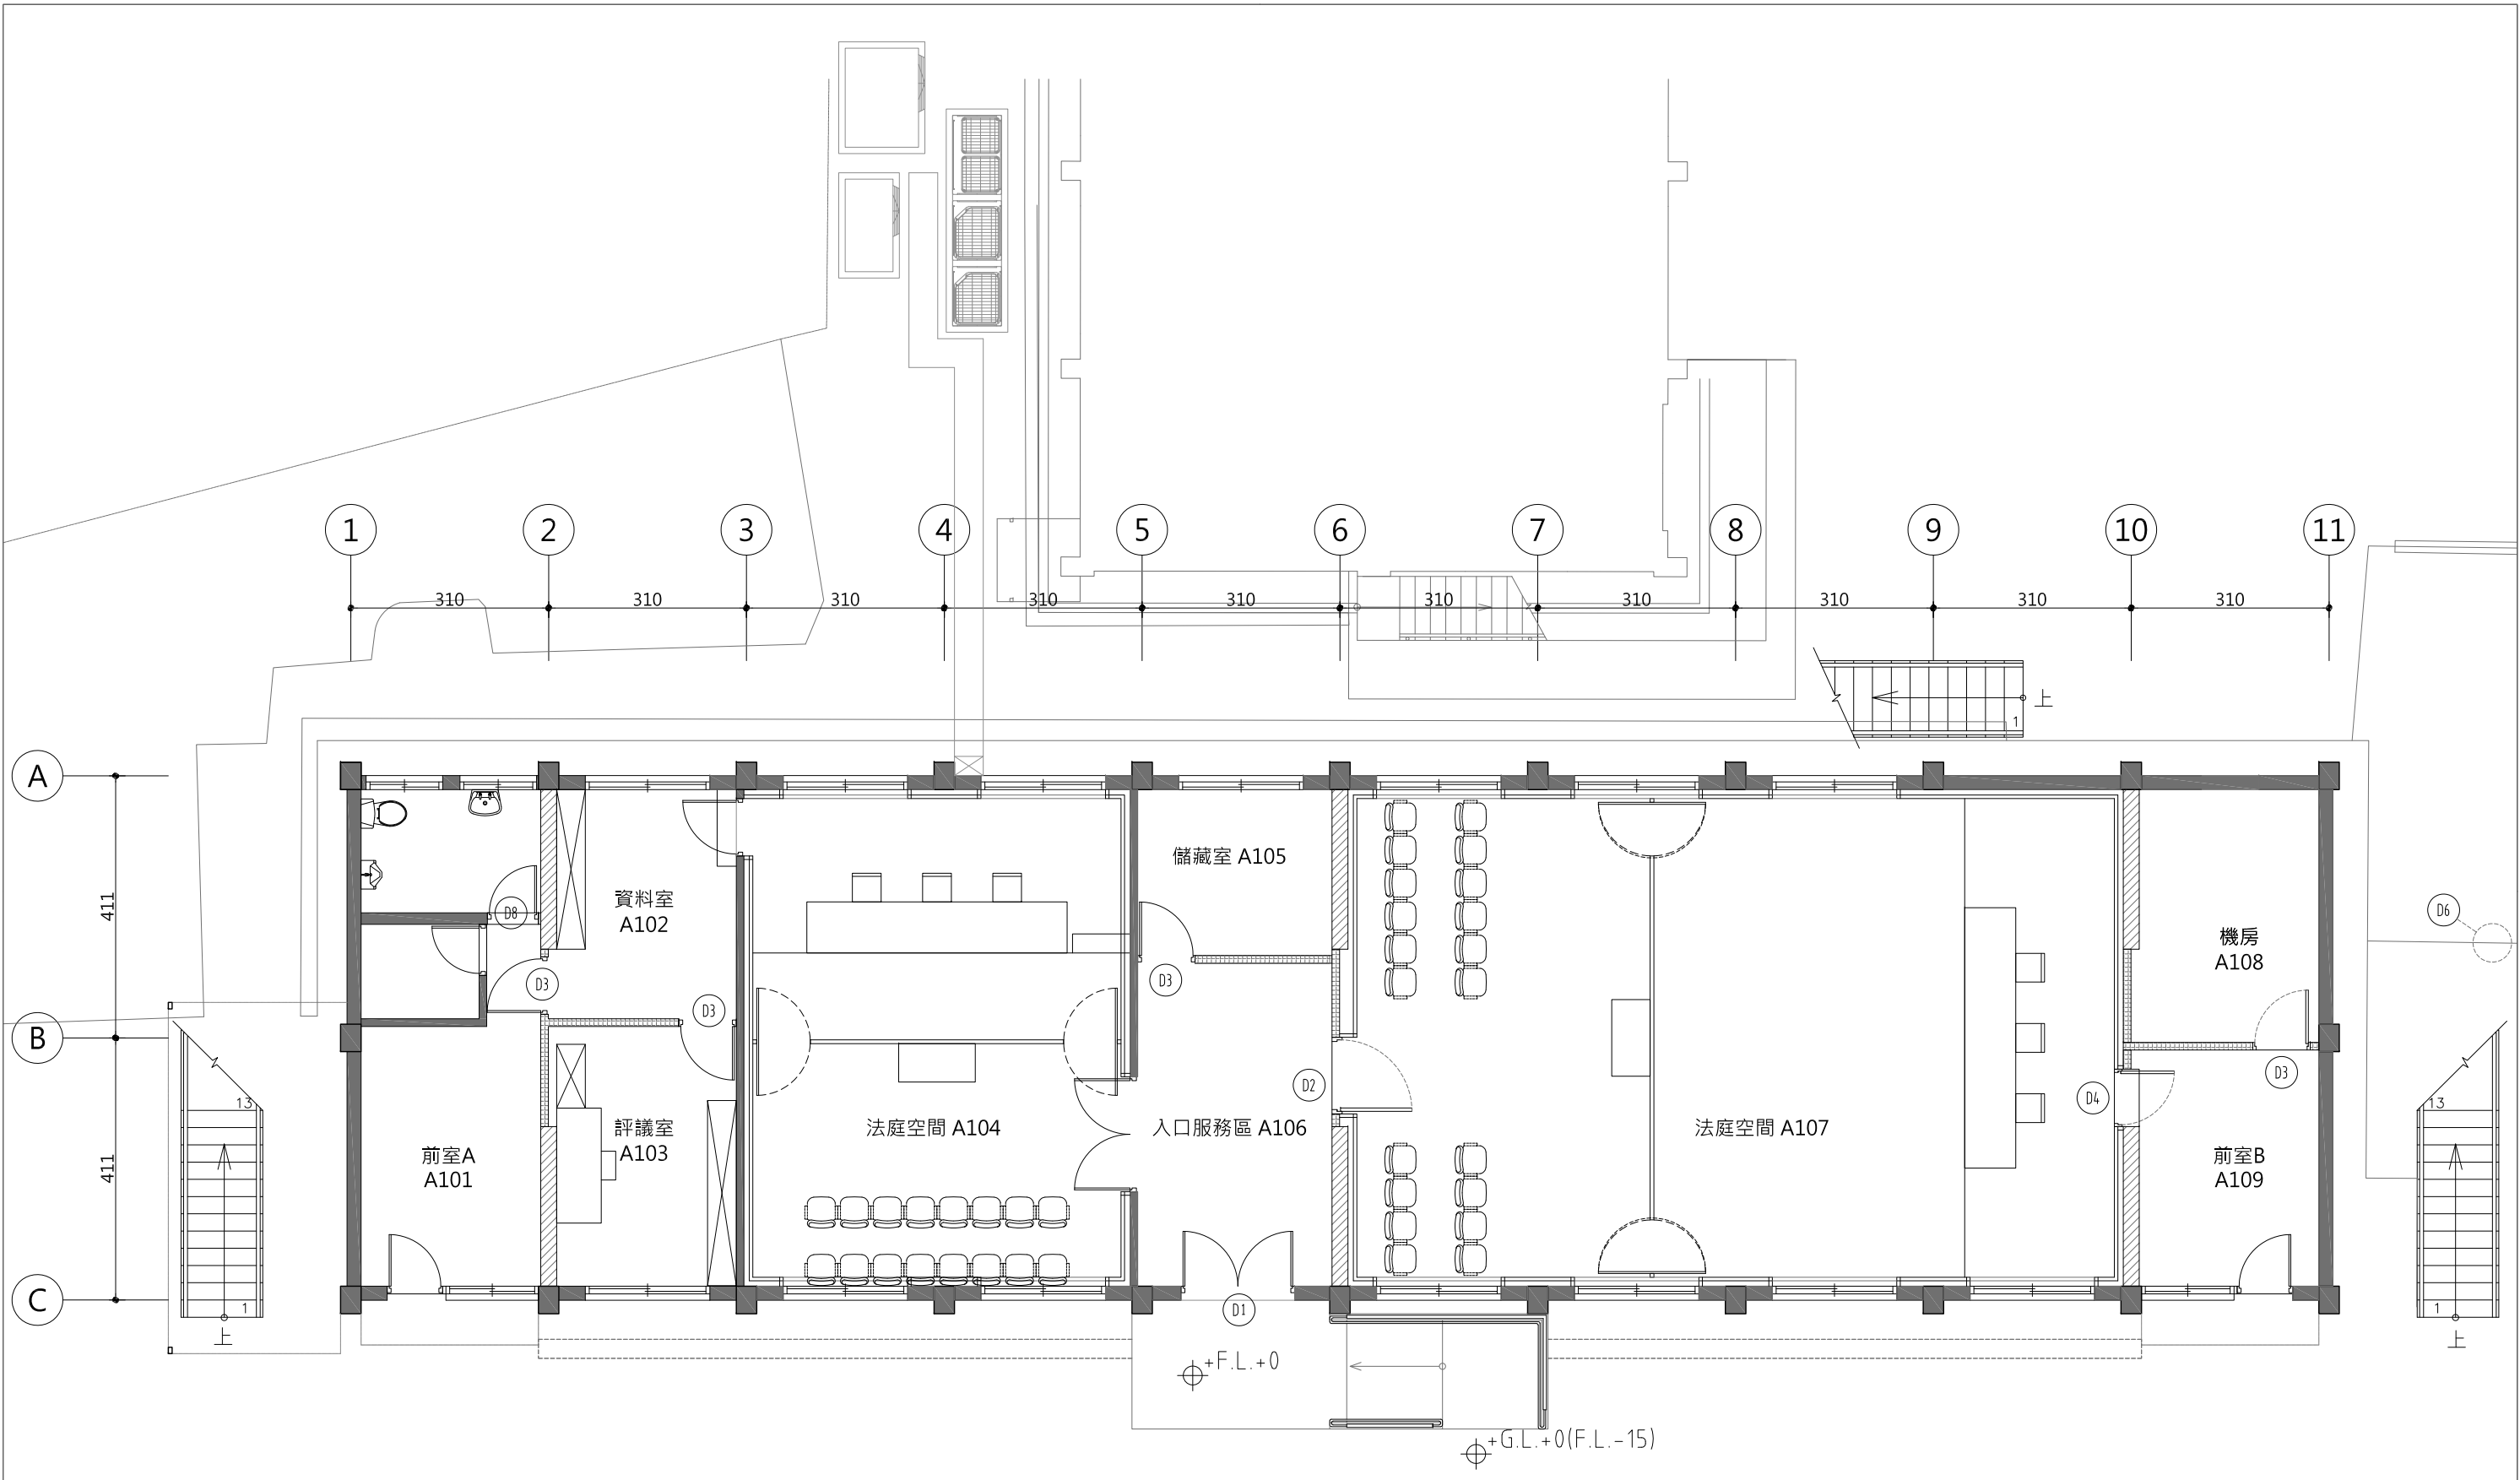 1 2 3 4 5 6 7 8 9 10 11
310 310 310 310 310 310 310 310 310 310
上
1
A
411
B
411
C
儲藏室 A105
資料室
A102
D8
D6
機房
A108
D3
D3
D3
D3
D2
D4
13
13
法庭空間 A104
入口服務區 A106
法庭空間 A107
評議室
A103
前室A
A101
前室B
A109
1
上
D1
1
上
+F.L.+0
+G.L.+0(F.L.-15)